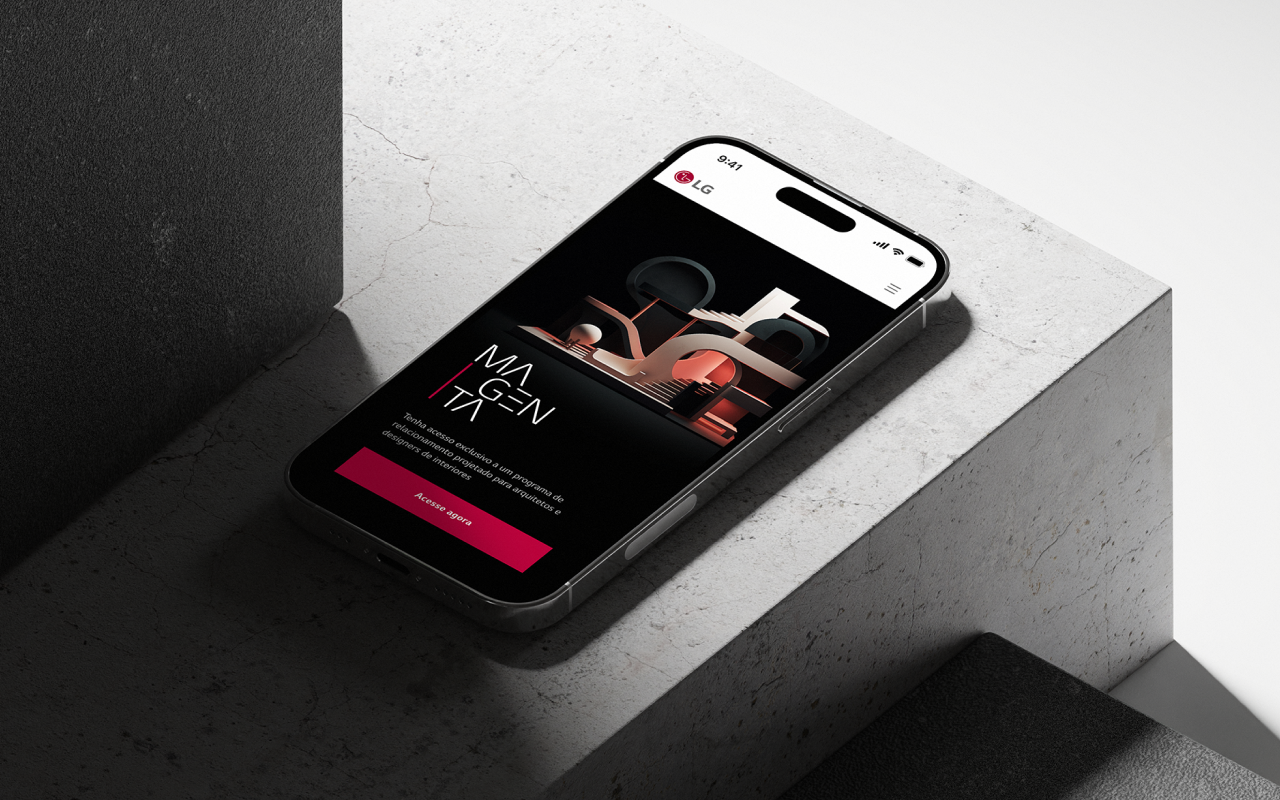 9:41
LG
MA
GEN
TA
Tenha acesso exclusivo a um programa de
relacionamento projetado para arquitetos e
designers de interiores
Acesse agora